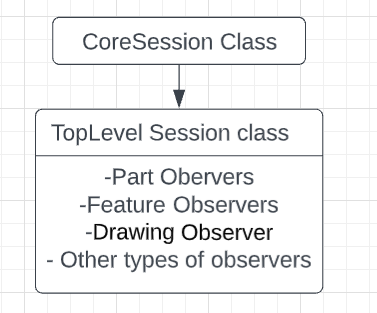 CoreSession Class
TopLevel Session class
-Part Obervers
-Feature Observers
-Drawing Observer
- Other types of observers